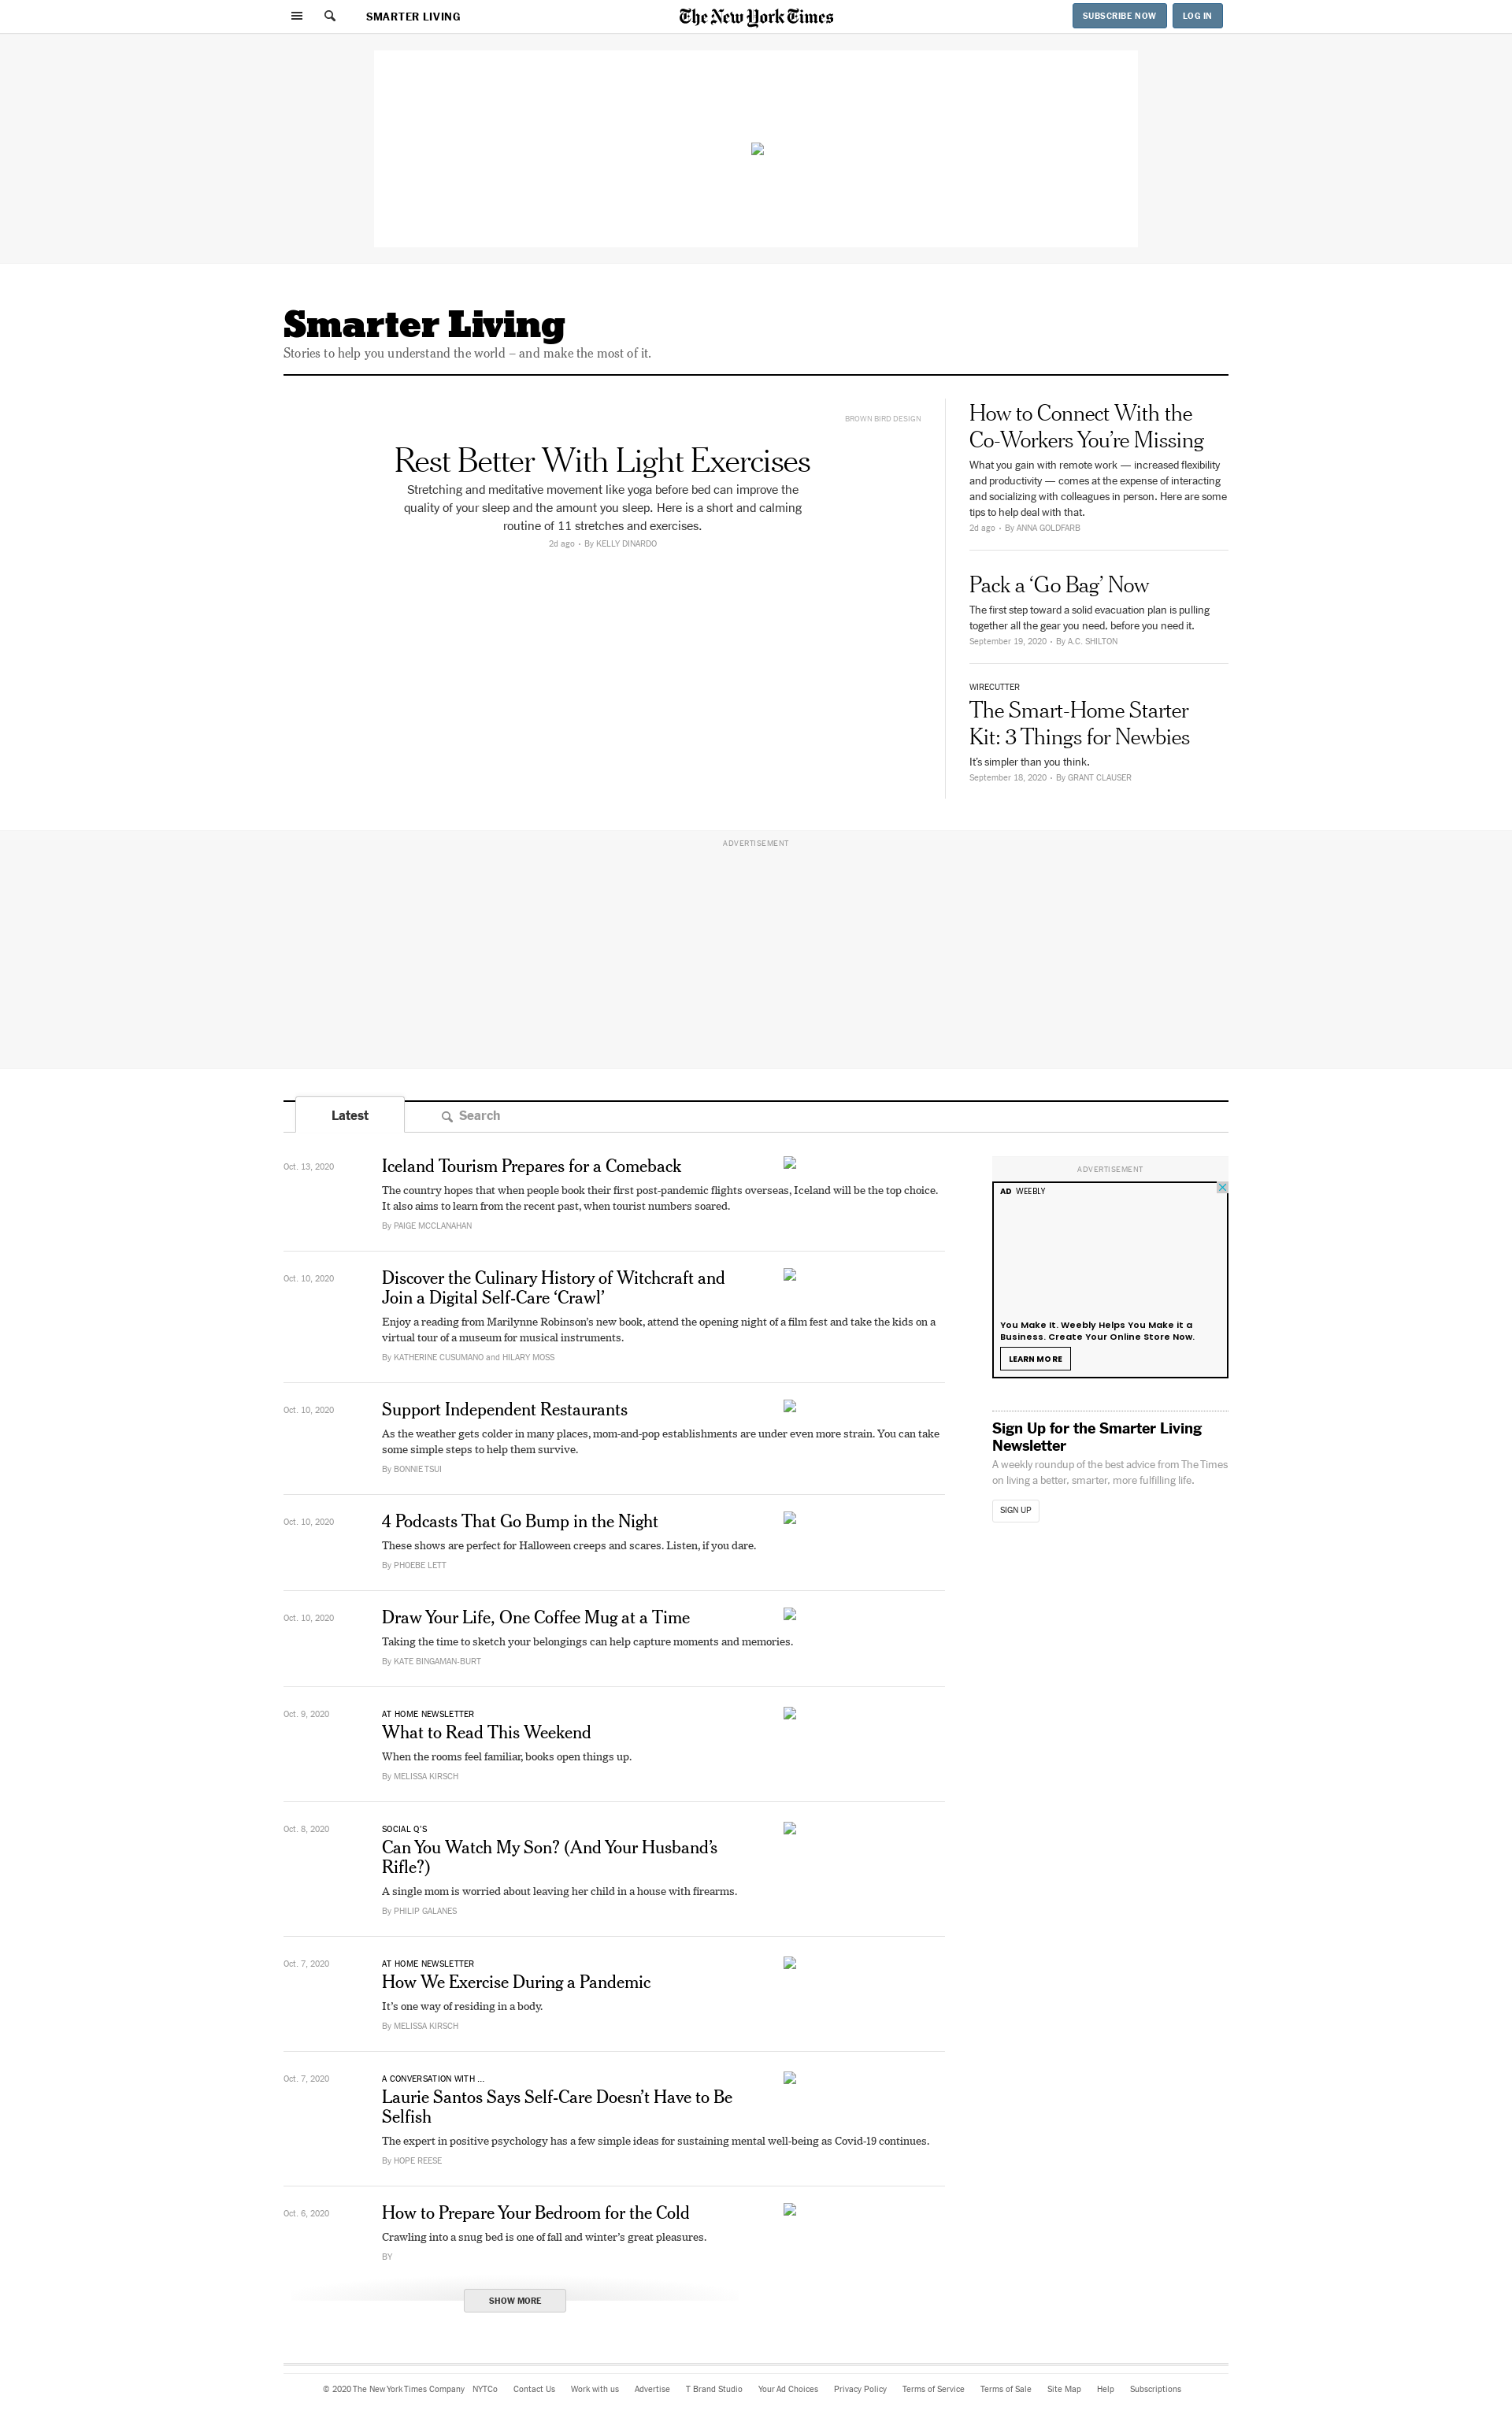 SMARTER LIVING
The New York Times
SUBSCRIBE NOW
LOG IN
Smarter Living
Stories to help you understand the world – and make the most of it.
BROWN BIRD DESIGN
Rest Better With Light Exercises
Stretching and meditative movement like yoga before bed can improve the
quality of your sleep and the amount you sleep. Here is a short and calming
routine of 11 stretches and exercises.
2d ago • By KELLY DINARDO
How to Connect With the
Co-Workers You’re Missing
What you gain with remote work — increased flexibility
and productivity — comes at the expense of interacting
and socializing with colleagues in person. Here are some
tips to help deal with that.
2d ago • By ANNA GOLDFARB
Pack a ‘Go Bag’ Now
The first step toward a solid evacuation plan is pulling
together all the gear you need, before you need it.
September 19, 2020 • By A.C. SHILTON
WIRECUTTER
The Smart-Home Starter
Kit: 3 Things for Newbies
It’s simpler than you think.
September 18, 2020 • By GRANT CLAUSER
ADVERTISEMENT
Latest
Search
Oct. 13, 2020
Iceland Tourism Prepares for a Comeback
The country hopes that when people book their first post-pandemic flights overseas, Iceland will be the top choice.
It also aims to learn from the recent past, when tourist numbers soared.
By PAIGE MCCLANAHAN
Oct. 10, 2020
Discover the Culinary History of Witchcraft and
Join a Digital Self-Care ‘Crawl’
Enjoy a reading from Marilynne Robinson’s new book, attend the opening night of a film fest and take the kids on a
virtual tour of a museum for musical instruments.
By KATHERINE CUSUMANO and HILARY MOSS
Oct. 10, 2020
Support Independent Restaurants
As the weather gets colder in many places, mom-and-pop establishments are under even more strain. You can take
some simple steps to help them survive.
By BONNIE TSUI
Oct. 10, 2020
4 Podcasts That Go Bump in the Night
These shows are perfect for Halloween creeps and scares. Listen, if you dare.
By PHOEBE LETT
Oct. 10, 2020
Draw Your Life, One Coffee Mug at a Time
Taking the time to sketch your belongings can help capture moments and memories.
By KATE BINGAMAN-BURT
Oct. 9, 2020
AT HOME NEWSLETTER
What to Read This Weekend
When the rooms feel familiar, books open things up.
By MELISSA KIRSCH
Oct. 8, 2020
SOCIAL Q’S
Can You Watch My Son? (And Your Husband’s
Rifle?)
A single mom is worried about leaving her child in a house with firearms.
By PHILIP GALANES
Oct. 7, 2020
AT HOME NEWSLETTER
How We Exercise During a Pandemic
It’s one way of residing in a body.
By MELISSA KIRSCH
Oct. 7, 2020
A CONVERSATION WITH ...
Laurie Santos Says Self-Care Doesn’t Have to Be
Selfish
The expert in positive psychology has a few simple ideas for sustaining mental well-being as Covid-19 continues.
By HOPE REESE
Oct. 6, 2020
How to Prepare Your Bedroom for the Cold
Crawling into a snug bed is one of fall and winter’s great pleasures.
BY
SHOW MORE
ADVERTISEMENT
AD WEEBLY
You Make It. Weebly Helps You Make it a
Business. Create Your Online Store Now.
LEARN MORE
Sign Up for the Smarter Living
Newsletter
A weekly roundup of the best advice from The Times
on living a better, smarter, more fulfilling life.
SIGN UP
© 2020 The New York Times Company NYTCo Contact Us Work with us Advertise T Brand Studio Your Ad Choices Privacy Policy Terms of Service Terms of Sale Site Map Help Subscriptions